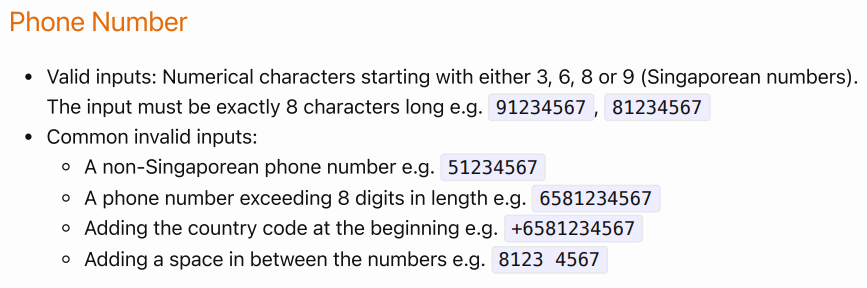 Phone Number
• Valid inputs: Numerical characters starting with either 3, 6, 8 or 9 (Singaporean numbers).
The input must be exactly 8 characters long e.g. 91234567, 81234567
• Common invalid inputs:
◦ A non-Singaporean phone number e.g. 51234567
◦ A phone number exceeding 8 digits in length e.g. 6581234567
◦ Adding the country code at the beginning e.g. +6581234567
◦ Adding a space in between the numbers e.g. 8123 4567